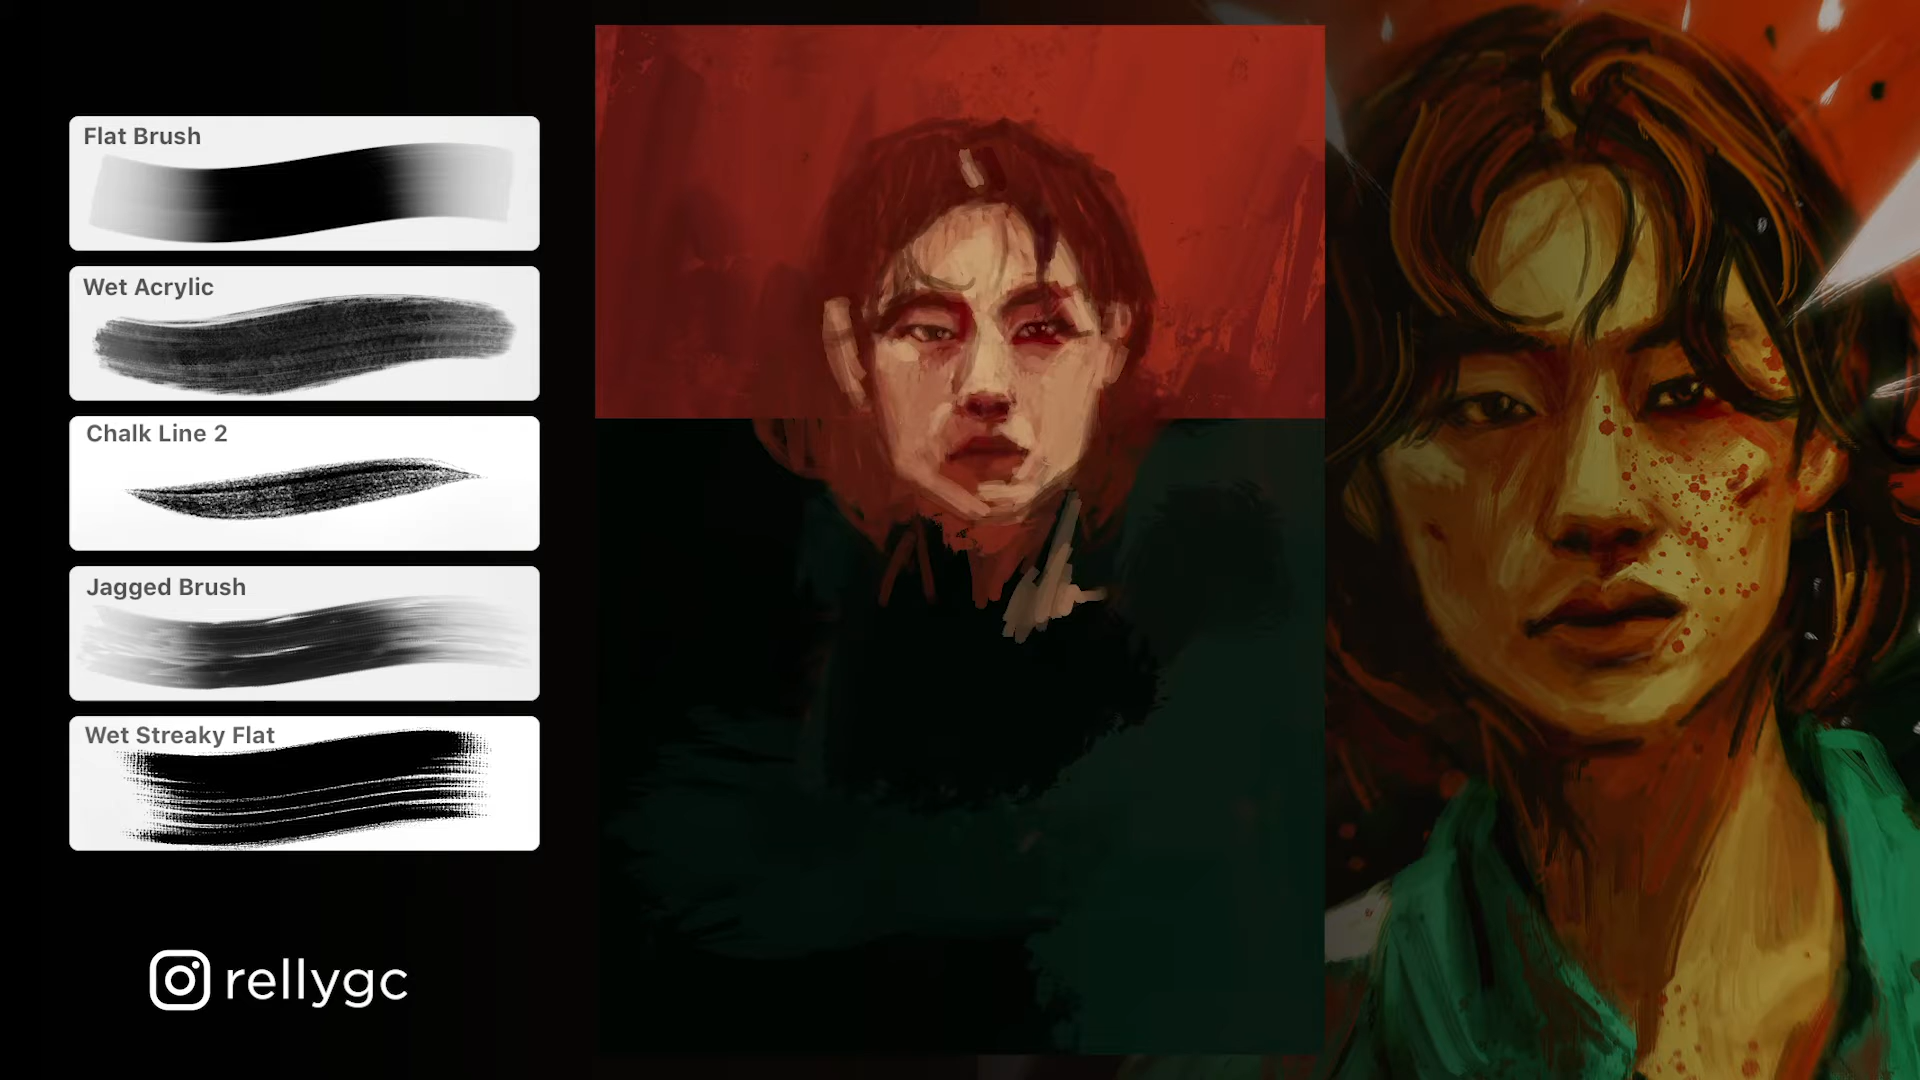 Flat Brush
Wet Acrylic
Chalk Line 2
Jagged Brush
Wet Streaky Flat
rellygc